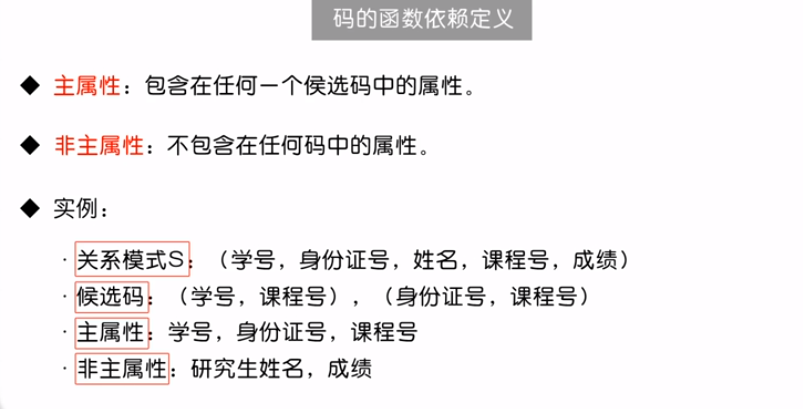 码的函数依赖定义
◆ 主属性：包含在任何一个侯选码中的属性。
◆ 非主属性：不包含在任何码中的属性。
◆ 实例：
· 关系模式S：（学号，身份证号，姓名，课程号，成绩）
· 候选码：（学号，课程号），（身份证号，课程号）
· 主属性：学号，身份证号，课程号
· 非主属性：研究生姓名，成绩